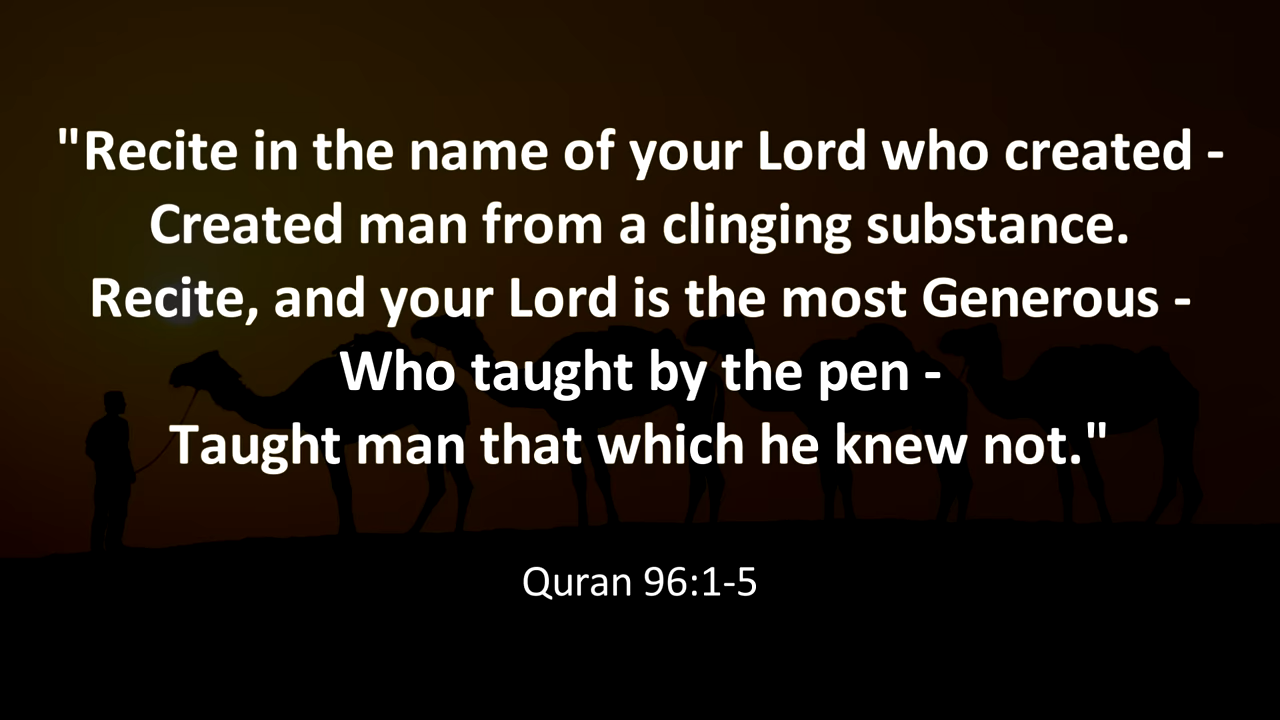 "Recite in the name of your Lord who created -
Created man from a clinging substance.
Recite, and your Lord is the most Generous -
Who taught by the pen -
Taught man that which he knew not."
Quran 96:1-5